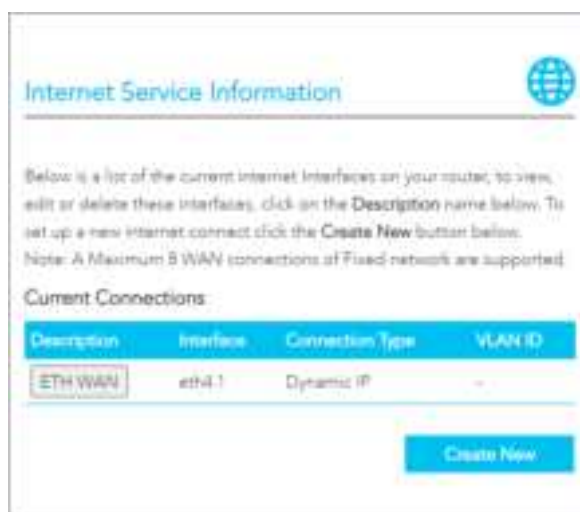 Internet Service Information
Below is a list of the current internet Interfaces on your router, to view,
edit or delete these interfaces, click on the Description name below. To
set up a new internet connect click the Create New button below.
Note: A Maximum 8 WAN connections of Fixed network are supported.
Current Connections
Description Interface Connection Type VLAN ID
ETH WAN eth4.1 Dynamic IP -
Create New